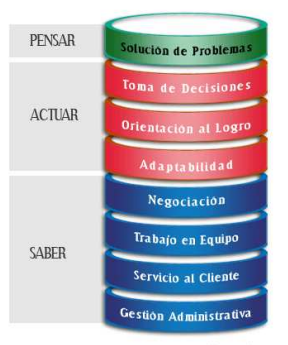 PENSAR
Solución de Problemas
Toma de Decisiones
ACTUAR
Orientación al Logro
Adaptabilidad
Negociación
Trabajo en Equipo
SABER
Servicio al Cliente
Gestión Administrativa